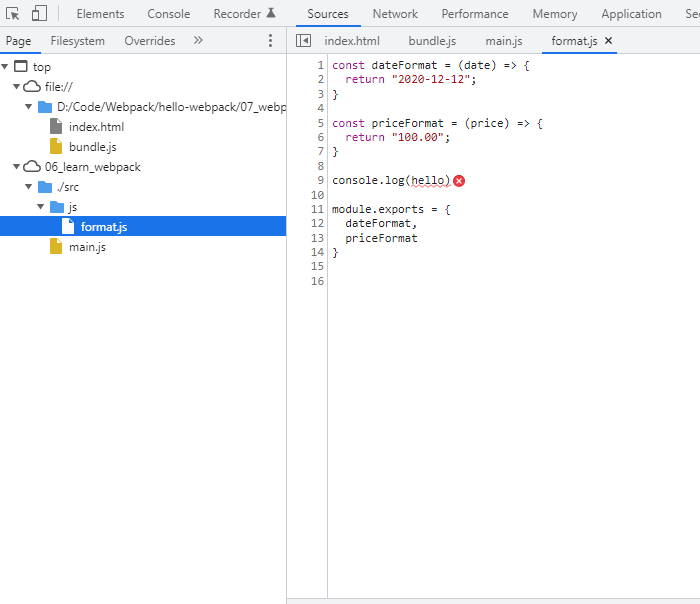 Elements Console Recorder Sources Network Performance Memory Application Se
Page Filesystem Overrides » index.html bundle.js main.js format.js ×
top
file://
D:/Code/Webpack/hello-webpack/07_webp
index.html
bundle.js
06_learn_webpack
./src
js
format.js
main.js
1 const dateFormat = (date) => {
2 return "2020-12-12";
3 }
4
5 const priceFormat = (price) => {
6 return "100.00";
7 }
8
9 console.log(hello)
10
11 module.exports = {
12 dateFormat,
13 priceFormat
14 }
15
16